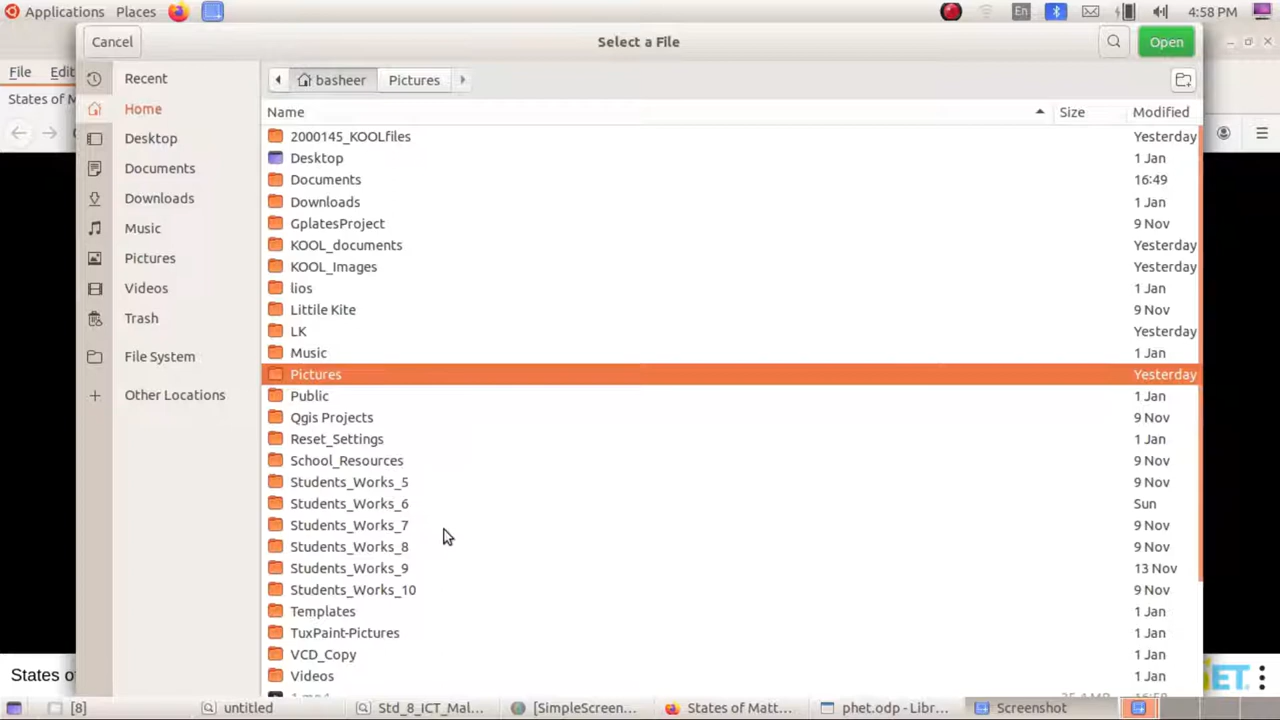 Applications Places En 4:58 PM
Cancel Select a File Open
File Edit
States of M
Recent
Home
Desktop
Documents
Downloads
Music
Pictures
Videos
Trash
File System
+ Other Locations
basheer Pictures
Name Size Modified
2000145_KOOLfiles Yesterday
Desktop 1 Jan
Documents 16:49
Downloads 1 Jan
GplatesProject 9 Nov
KOOL_documents Yesterday
KOOL_Images Yesterday
lios 1 Jan
Littile Kite 9 Nov
LK Yesterday
Music 1 Jan
Pictures Yesterday
Public 1 Jan
Qgis Projects 9 Nov
Reset_Settings 1 Jan
School_Resources 9 Nov
Students_Works_5 9 Nov
Students_Works_6 Sun
Students_Works_7 9 Nov
Students_Works_8 9 Nov
Students_Works_9 13 Nov
Students_Works_10 9 Nov
Templates 1 Jan
TuxPaint-Pictures 1 Jan
VCD_Copy 1 Jan
Videos 1 Jan
States of
[8] untitled Std_8_ICT_Mal... [SimpleScreen... States of Matt... phet.odp - Libr... Screenshot